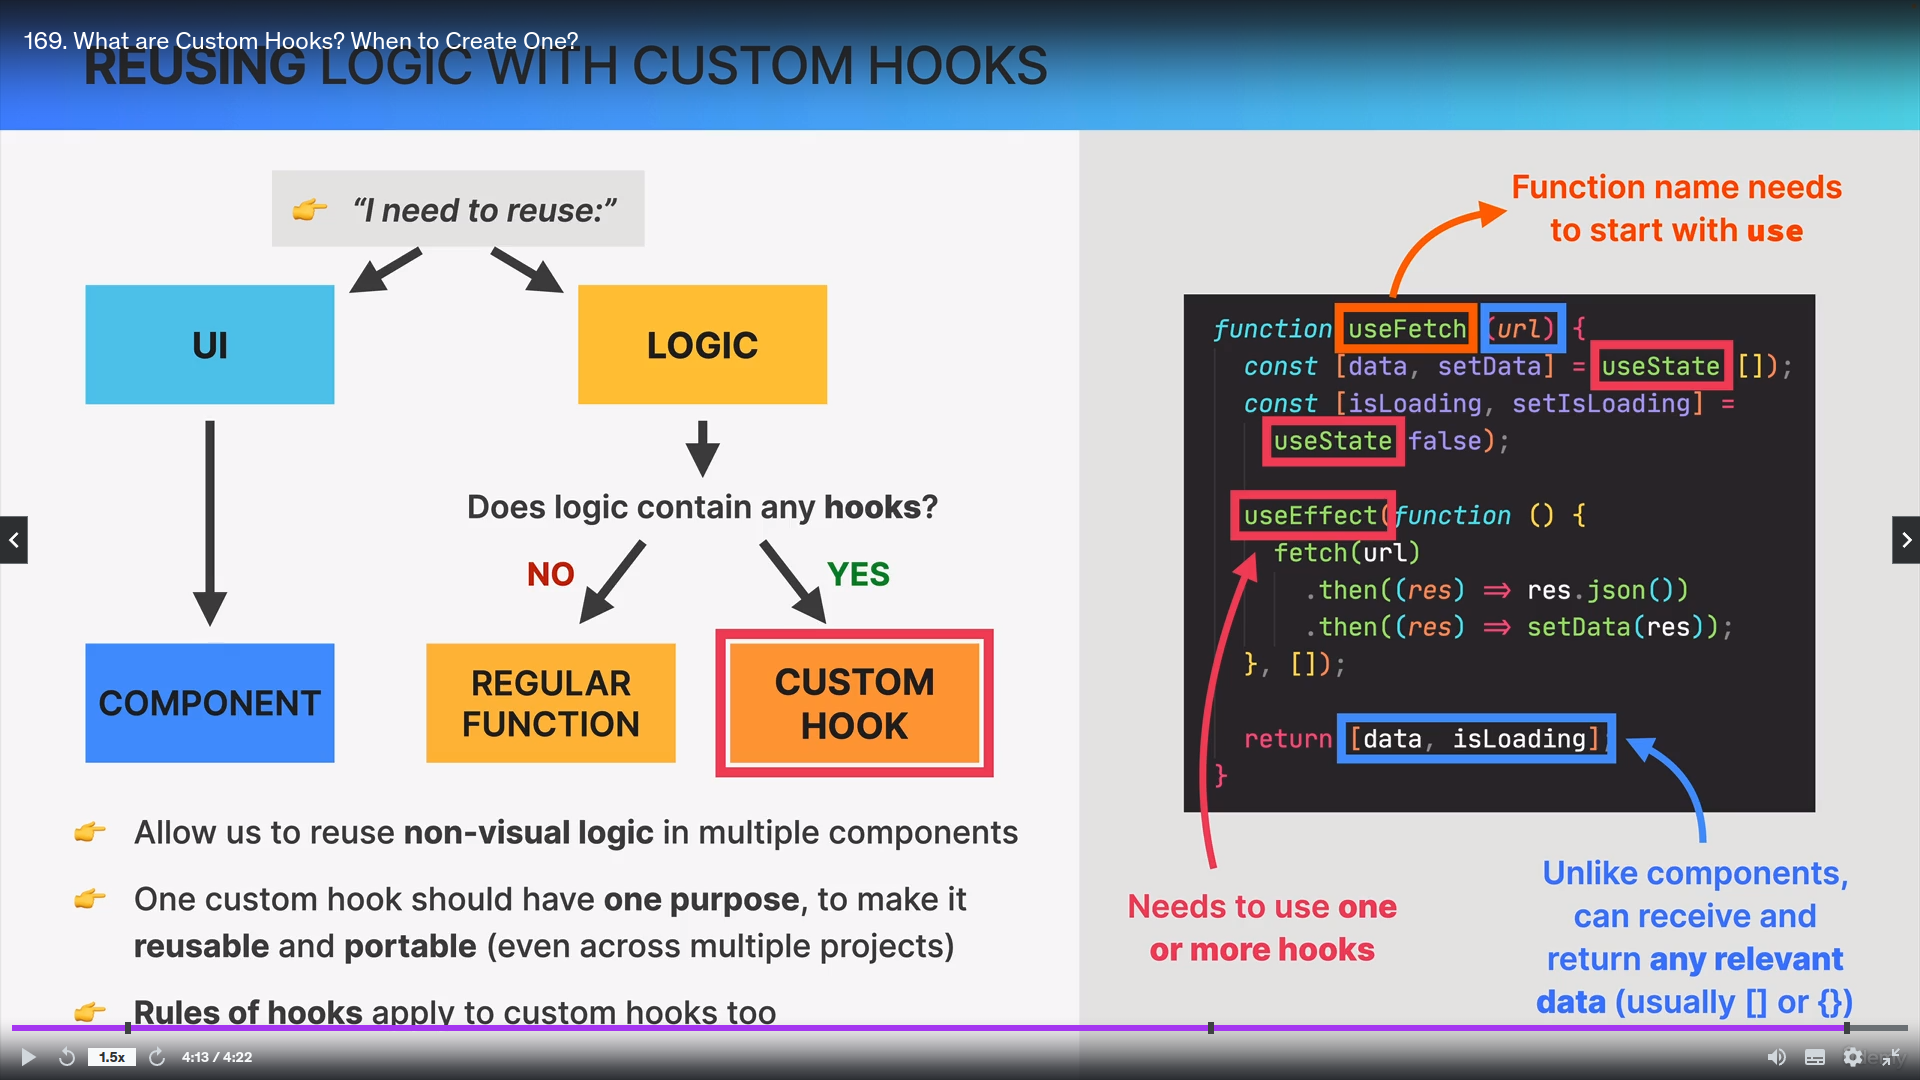 169. What are Custom Hooks? When to Create One?
REUSING LOGIC WITH CUSTOM HOOKS
👉 “I need to reuse:”
UI
LOGIC
Does logic contain any hooks?
NO
YES
COMPONENT
REGULAR
FUNCTION
CUSTOM
HOOK
👉 Allow us to reuse non-visual logic in multiple components
👉 One custom hook should have one purpose, to make it
reusable and portable (even across multiple projects)
👉 Rules of hooks apply to custom hooks too
Function name needs
to start with use
function useFetch (url) {
const [data, setData] = useState []);
const [isLoading, setIsLoading] =
useState false);
useEffect(function () {
fetch(url)
.then((res) ⇒ res.json())
.then((res) ⇒ setData(res));
}, []);
return [data, isLoading];
}
Needs to use one
or more hooks
Unlike components,
can receive and
return any relevant
data (usually [] or {})
1.5x
4:13 / 4:22